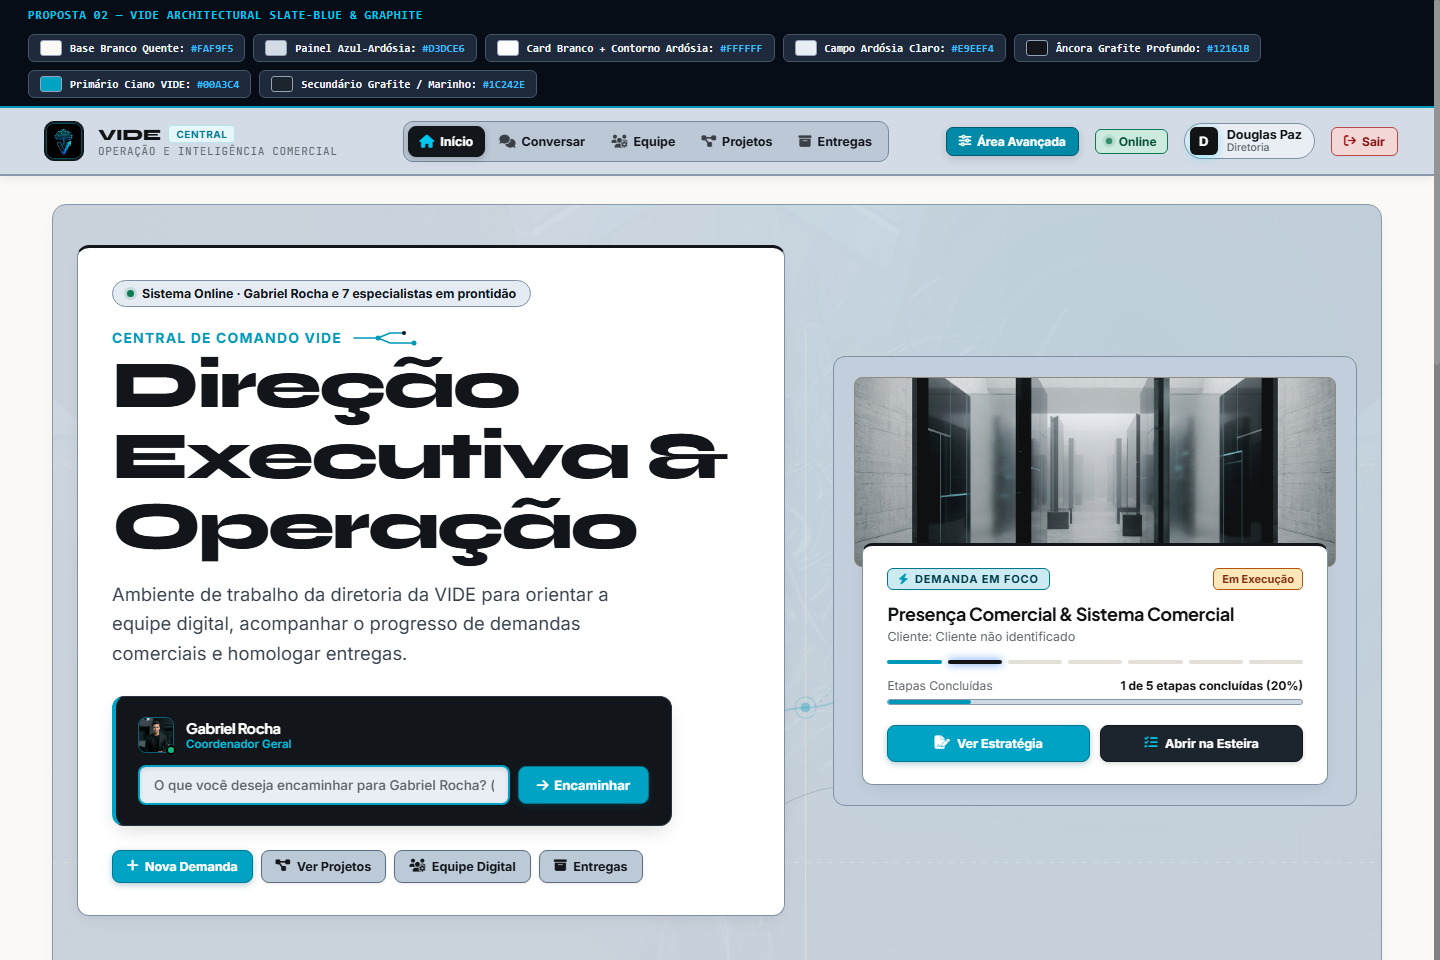 PROPOSTA 02 — VIDE ARCHITECTURAL SLATE-BLUE & GRAPHITE
Base Branco Quente: #FAF9F5
Painel Azul-Ardósia: #D3DCE6
Card Branco + Contorno Ardósia: #FFFFFF
Campo Ardósia Claro: #E9EEF4
Âncora Grafite Profundo: #12161B
Primário Ciano VIDE: #00A3C4
Secundário Grafite / Marinho: #1C242E
VIDE CENTRAL
OPERAÇÃO E INTELIGÊNCIA COMERCIAL
Início
Conversar
Equipe
Projetos
Entregas
Área Avançada
Online
D
Douglas Paz
Diretoria
Sair
Sistema Online · Gabriel Rocha e 7 especialistas em prontidão
CENTRAL DE COMANDO VIDE
Direção
Executiva &
Operação
Ambiente de trabalho da diretoria da VIDE para orientar a
equipe digital, acompanhar o progresso de demandas
comerciais e homologar entregas.
Gabriel Rocha
Coordenador Geral
O que você deseja encaminhar para Gabriel Rocha? (
Encaminhar
Nova Demanda
Ver Projetos
Equipe Digital
Entregas
DEMANDA EM FOCO
Em Execução
Presença Comercial & Sistema Comercial
Cliente: Cliente não identificado
Etapas Concluídas
1 de 5 etapas concluídas (20%)
Ver Estratégia
Abrir na Esteira